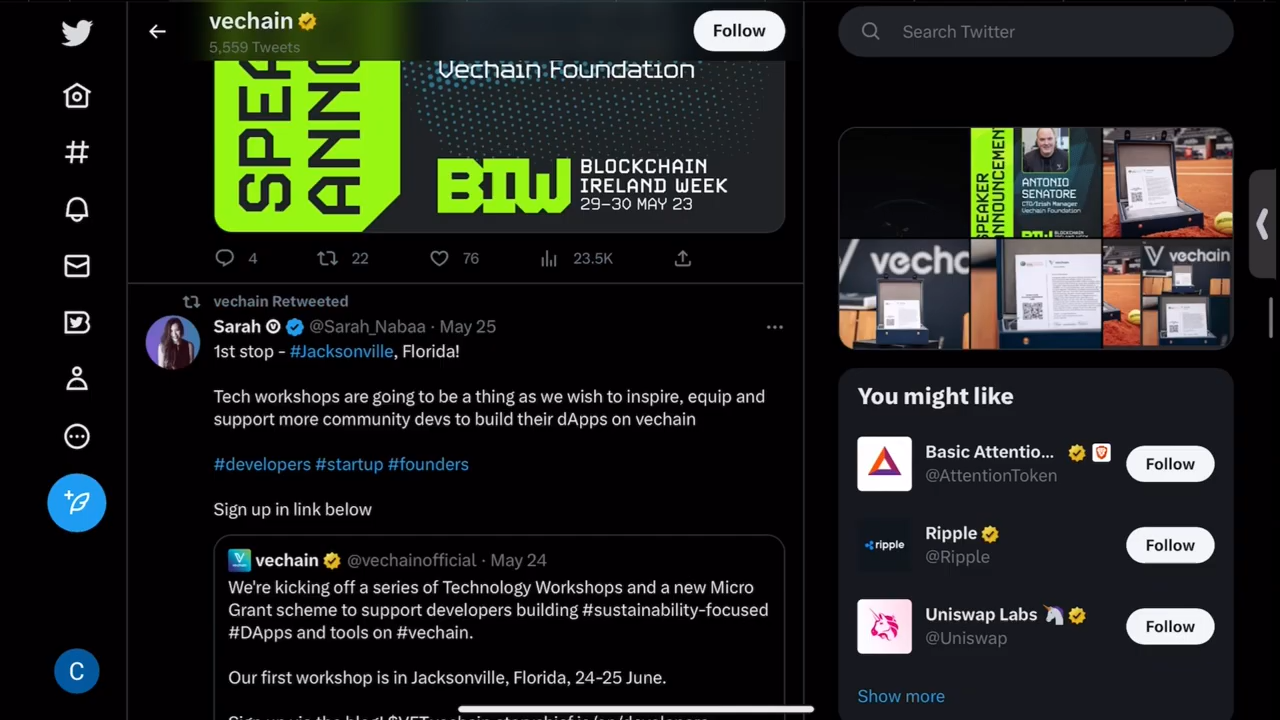 vechain
5,559 Tweets
Follow
Search Twitter
Vechain Foundation
SPEA
ANNO
BIW
BLOCKCHAIN
IRELAND WEEK
29-30 MAY 23
4
22
76
23.5K
vechain Retweeted
Sarah @Sarah_Nabaa · May 25
1st stop - #Jacksonville, Florida!
Tech workshops are going to be a thing as we wish to inspire, equip and
support more community devs to build their dApps on vechain
#developers #startup #founders
Sign up in link below
vechain @vechainofficial · May 24
We're kicking off a series of Technology Workshops and a new Micro
Grant scheme to support developers building #sustainability-focused
#DApps and tools on #vechain.
Our first workshop is in Jacksonville, Florida, 24-25 June.
C
SPEAKER
ANNOUNCEMENT
ANTONIO
SENATORE
CTO/Irish Manager
Vechain Foundation
BIW
vecha
vechain
You might like
Basic Attentio...
@AttentionToken
Follow
ripple
Ripple
@Ripple
Follow
Uniswap Labs
@Uniswap
Follow
Show more